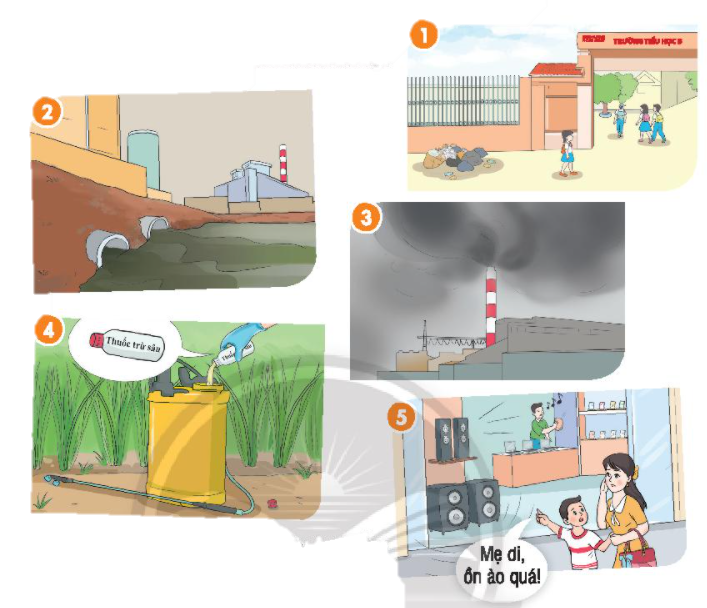 1
TRƯỜNG TIỂU HỌC B
2
3
4
Thuốc trừ sâu
5
Mẹ ơi,
ồn ào quá!